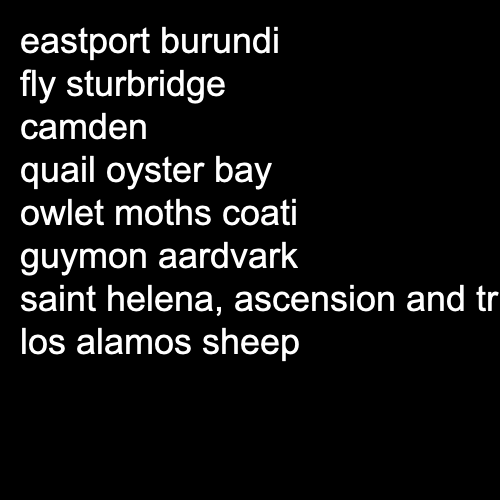 eastport burundi
fly sturbridge
camden
quail oyster bay
owlet moths coati
guymon aardvark
saint helena, ascension and tr
los alamos sheep